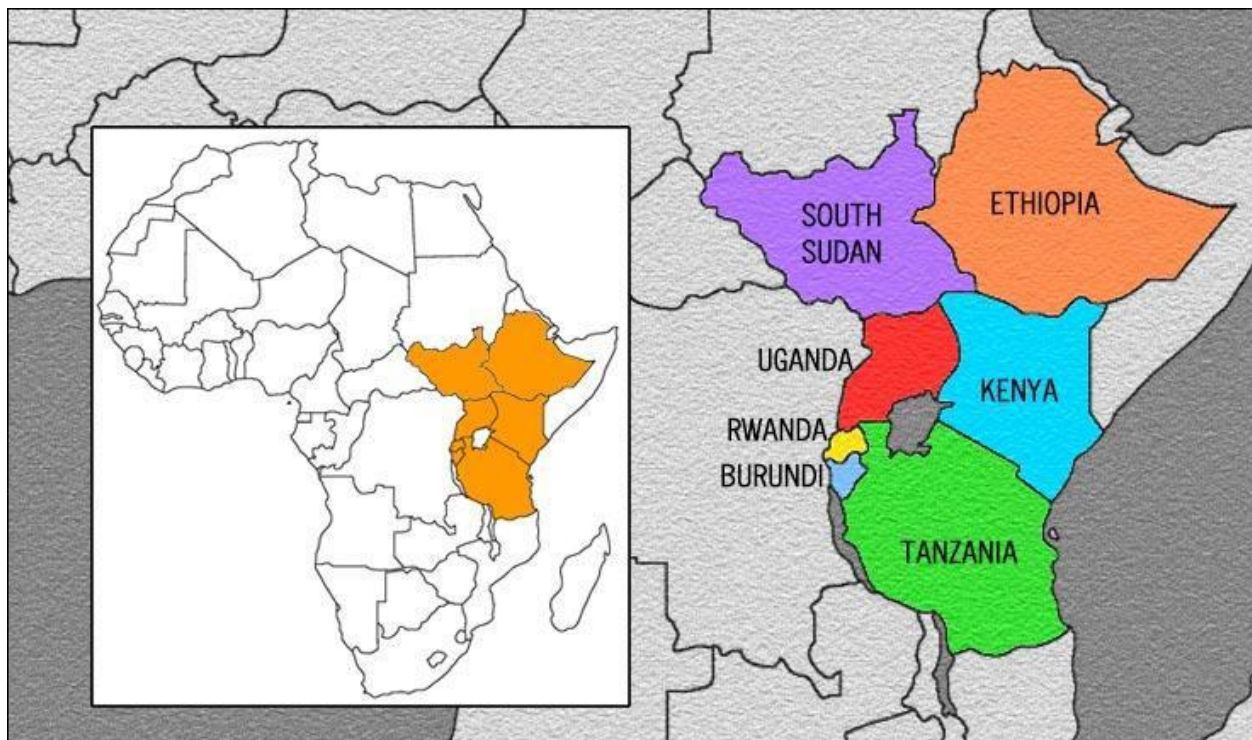 ETHIOPIA
SOUTH
SUDAN
UGANDA
KENYA
RWANDA
BURUNDI
TANZANIA